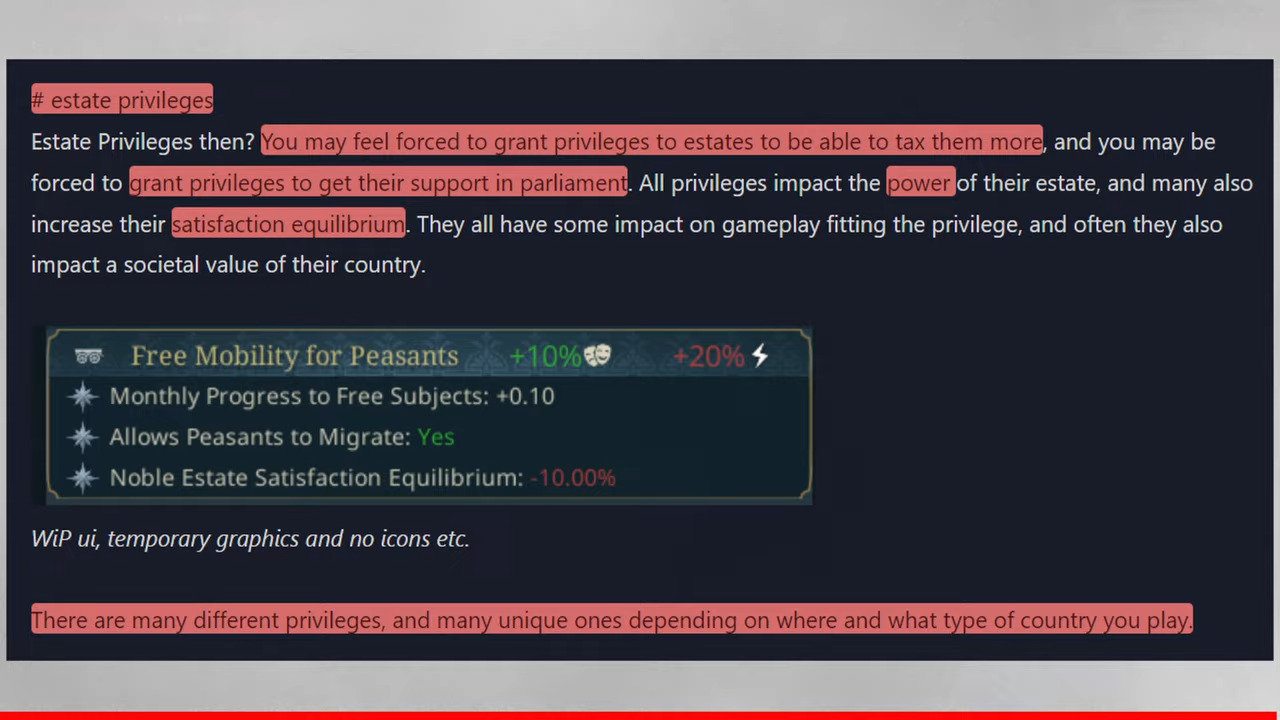 # estate privileges
Estate Privileges then? You may feel forced to grant privileges to estates to be able to tax them more, and you may be
forced to grant privileges to get their support in parliament. All privileges impact the power of their estate, and many also
increase their satisfaction equilibrium. They all have some impact on gameplay fitting the privilege, and often they also
impact a societal value of their country.
Free Mobility for Peasants +10% +20%
Monthly Progress to Free Subjects: +0.10
Allows Peasants to Migrate: Yes
Noble Estate Satisfaction Equilibrium: -10.00%
WiP ui, temporary graphics and no icons etc.
There are many different privileges, and many unique ones depending on where and what type of country you play.